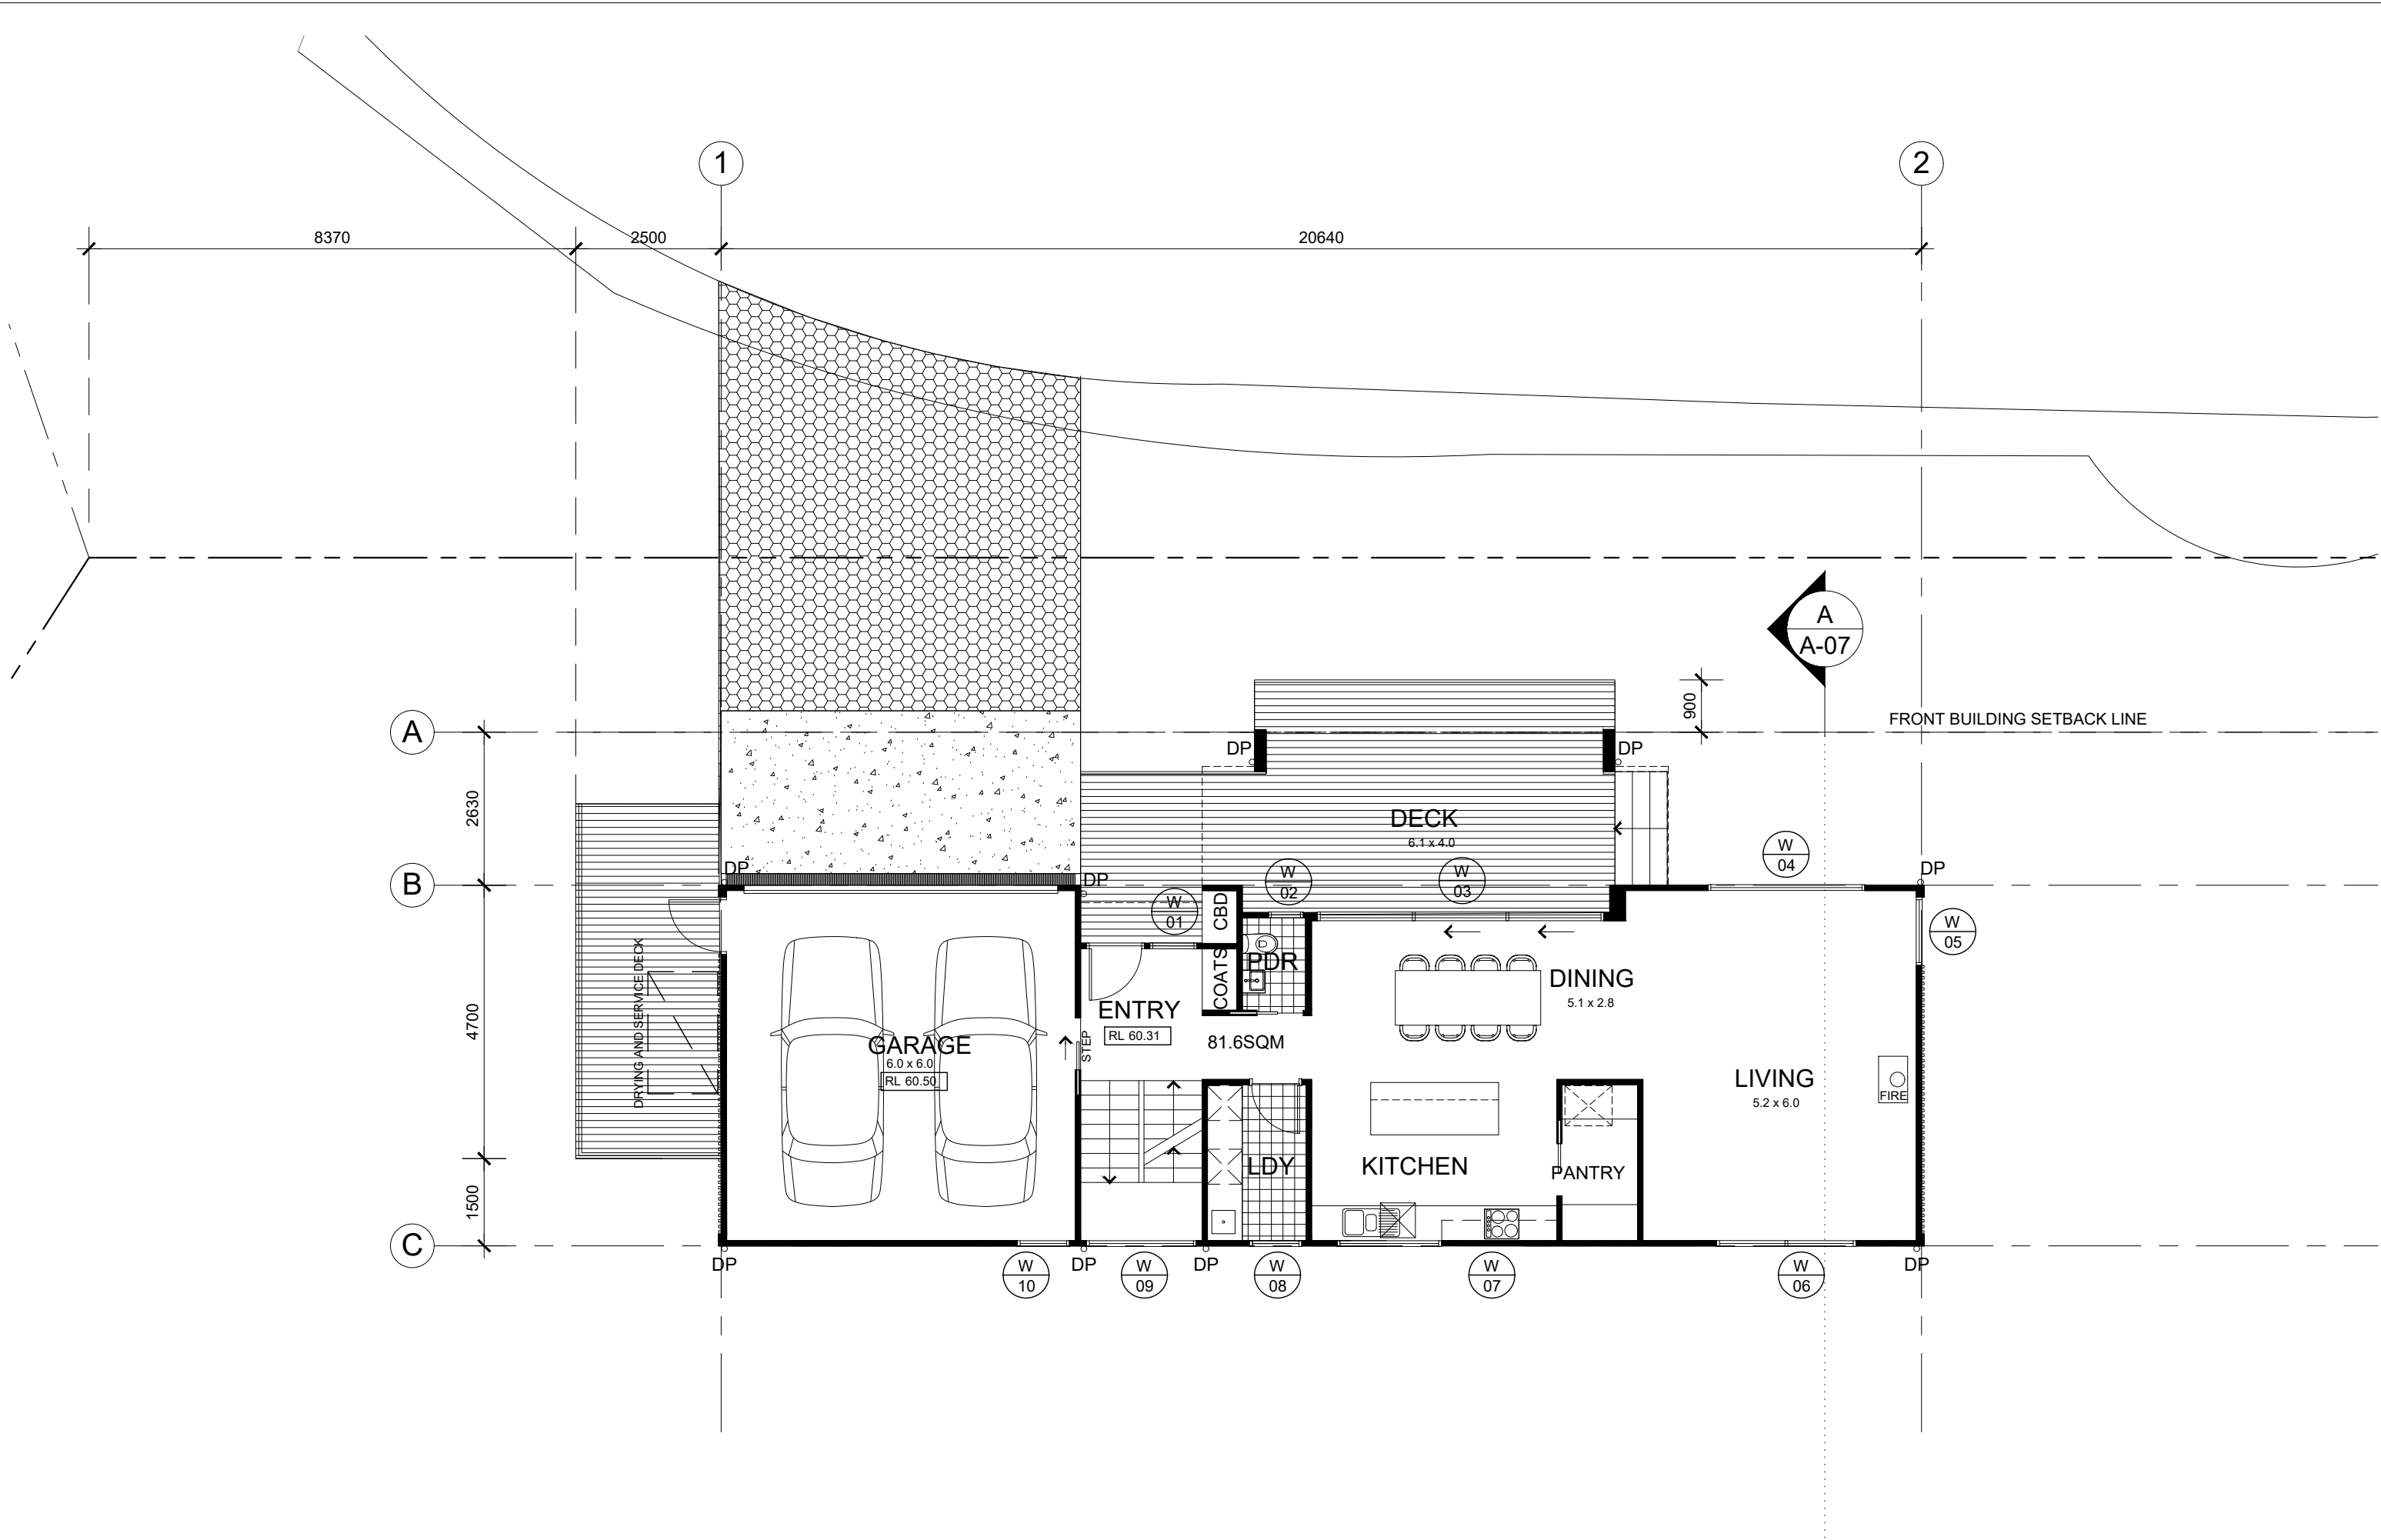 1
2
8370
2500
20640
A
A-07
900
FRONT BUILDING SETBACK LINE
A
DP
DP
2630
DECK
6.1 x 4.0
W
04
B
DP
DP
W
02
W
03
DP
W
01
CBD
W
05
DRYING AND SERVICE DECK
COATS
PDR
DINING
5.1 x 2.8
4700
ENTRY
RL 60.31
STEP
81.6SQM
GARAGE
6.0 x 6.0
RL 60.50
LIVING
5.2 x 6.0
FIRE
LDY
KITCHEN
PANTRY
1500
C
DP
W
10
DP
W
09
DP
W
08
W
07
W
06
DP